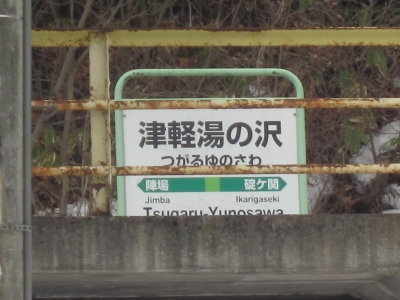 津軽湯の沢
つがるゆのさわ
陣場 碇ケ関
Jimba Ikarigaseki
Tsugaru-Yunosawa